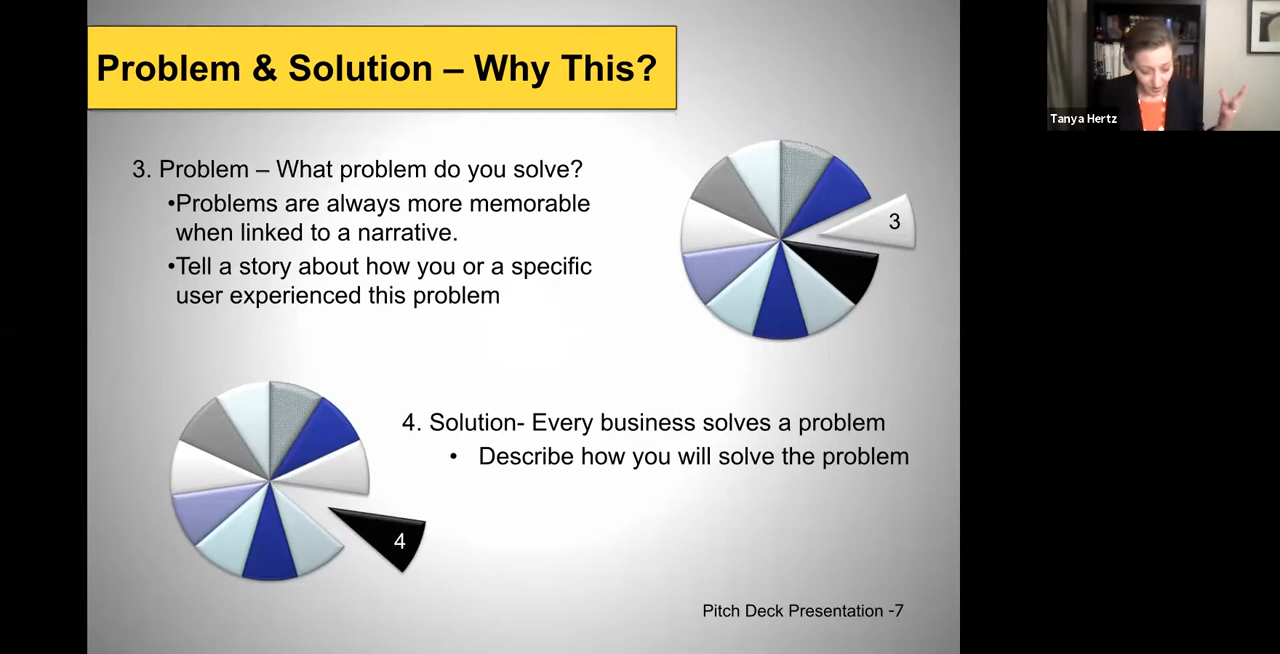 Problem & Solution – Why This?
Tanya Hertz
3. Problem – What problem do you solve?
•Problems are always more memorable
when linked to a narrative.
•Tell a story about how you or a specific
user experienced this problem
3
4. Solution- Every business solves a problem
• Describe how you will solve the problem
4
Pitch Deck Presentation -7